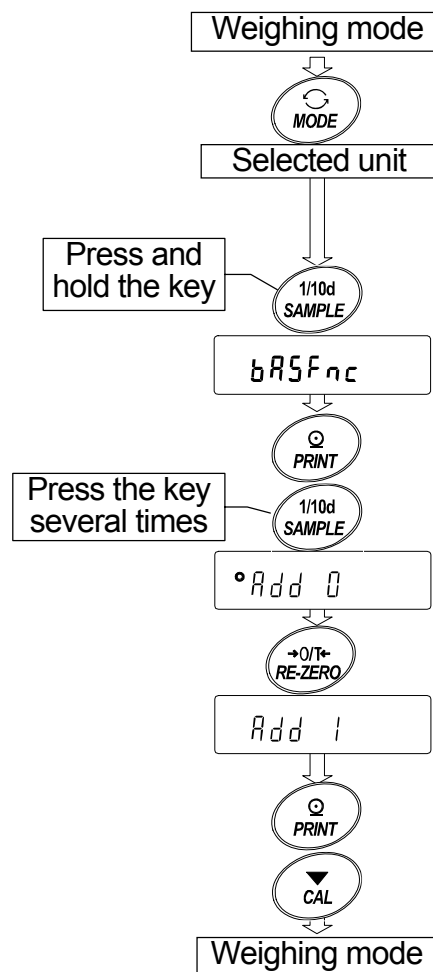 Weighing mode
MODE
Selected unit
Press and
hold the key
1/10d
SAMPLE
bASFnc
PRINT
Press the key
several times
1/10d
SAMPLE
Add 0
→0/T←
RE-ZERO
Add 1
PRINT
CAL
Weighing mode